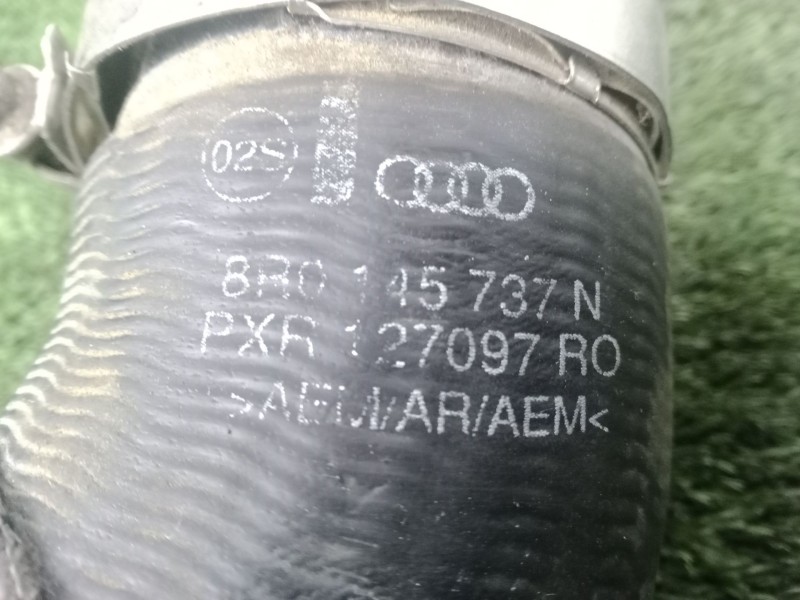 02S
8R0 145 737 N
PXR 127097 RO
>AEM/AR/AEM<